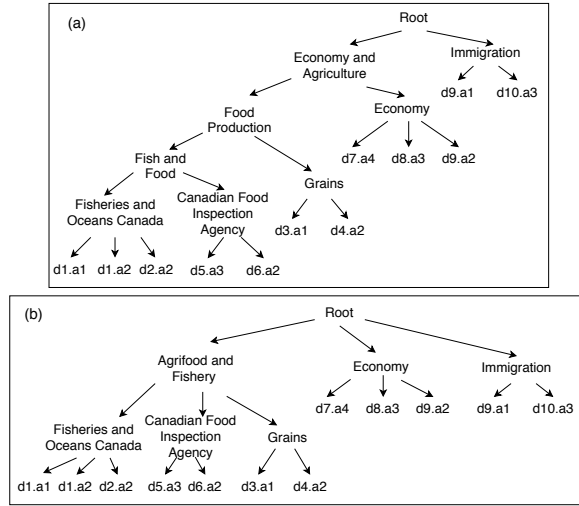 (a)
Root
Economy and
Agriculture
Immigration
d9.a1 d10.a3
Food
Production
Economy
d7.a4 d8.a3 d9.a2
Fish and
Food
Grains
Fisheries and
Oceans Canada
Canadian Food
Inspection
Agency
d3.a1 d4.a2
d1.a1 d1.a2 d2.a2 d5.a3 d6.a2
(b)
Root
Agrifood and
Fishery
Economy
Immigration
d7.a4 d8.a3 d9.a2 d9.a1 d10.a3
Fisheries and
Oceans Canada
Canadian Food
Inspection
Agency
Grains
d1.a1 d1.a2 d2.a2 d5.a3 d6.a2 d3.a1 d4.a2